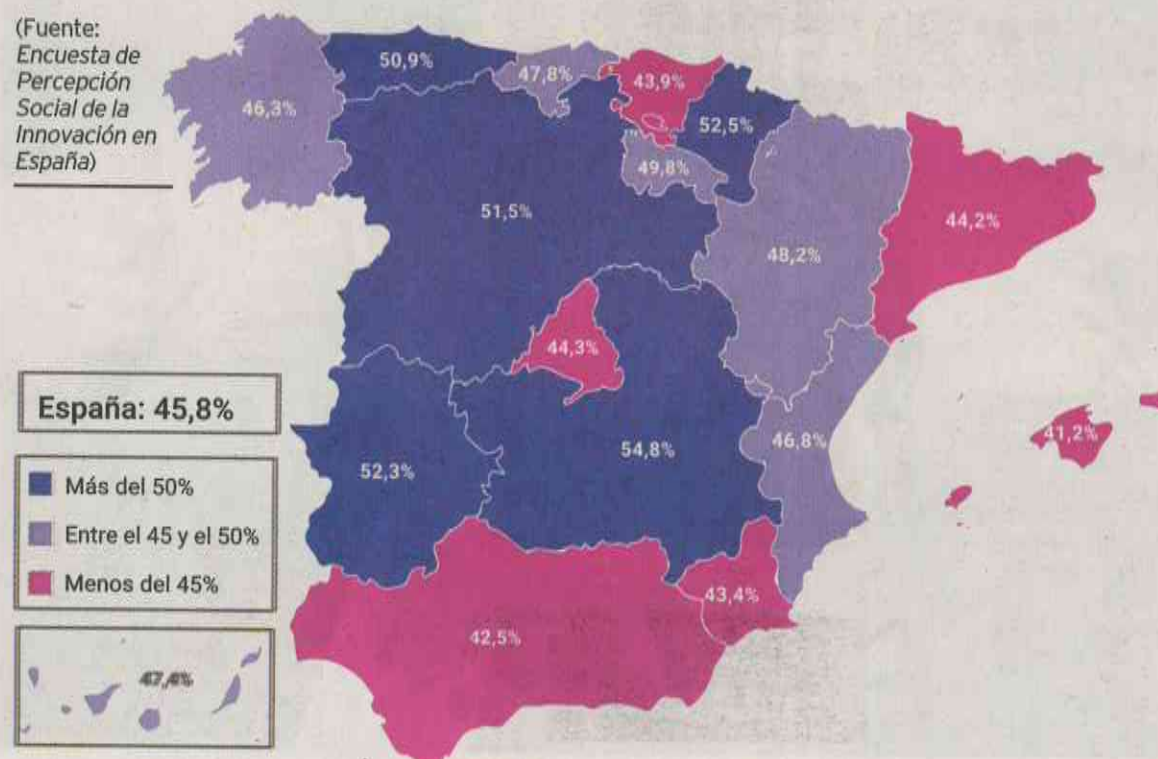 (Fuente:
Encuesta de
Percepción
Social de la
Innovación en
España)
50,9%
47,8%
43,9%
46,3%
52,5%
49,8%
51,5%
44,2%
48,2%
44,3%
España: 45,8%
41,2%
46,8%
54,8%
52,3%
Más del 50%
Entre el 45 y el 50%
Menos del 45%
43,4%
42,5%
47,4%